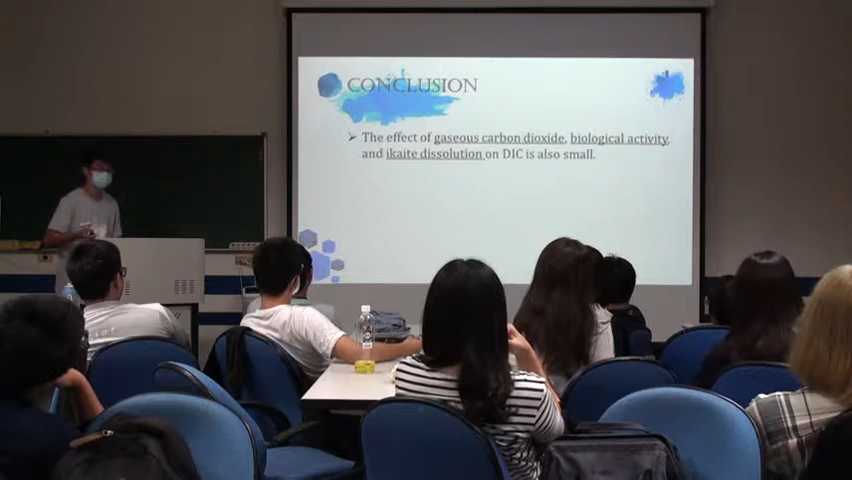 CONCLUSION
➢ The effect of gaseous carbon dioxide, biological activity,
and ikaite dissolution on DIC is also small.